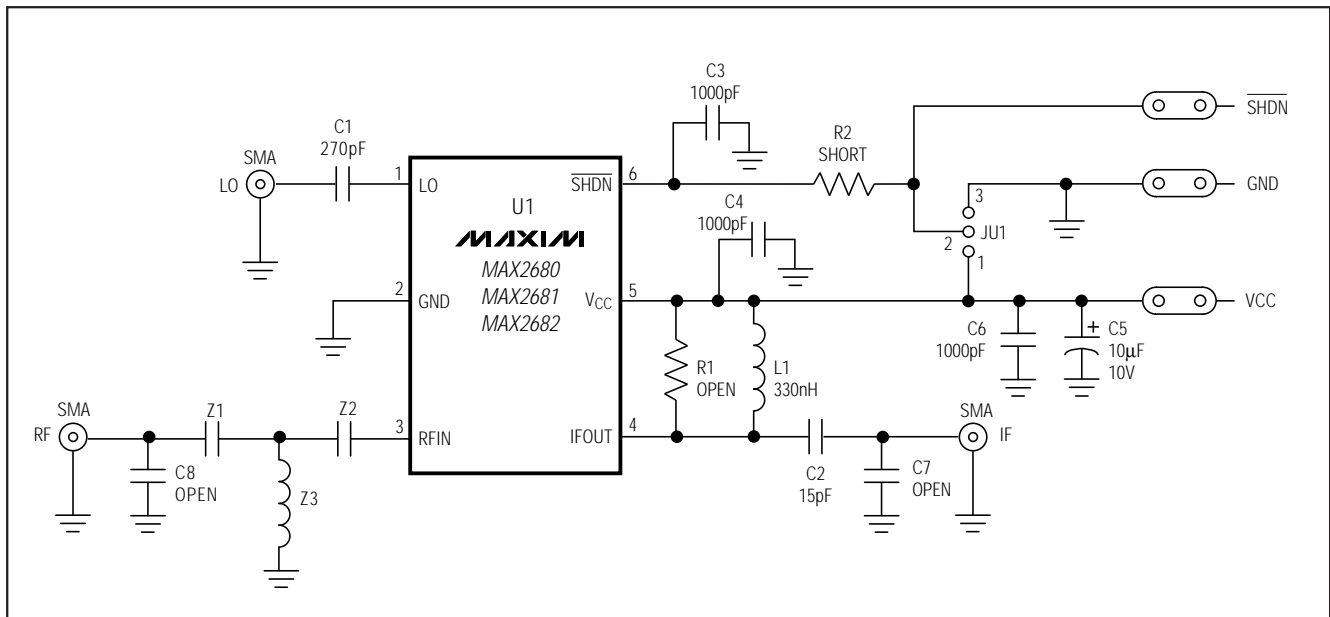 C3
1000pF
SHDN
C1
270pF
R2
SHORT
SMA
LO
1
LO
SHDN
6
GND
U1
C4
1000pF
3
JU1
2
1
MAXIM
MAX2680
MAX2681
MAX2682
2
GND
VCC
5
VCC
C6
1000pF
+
C5
10µF
10V
R1
OPEN
L1
330nH
SMA
RF
Z1
Z2
3
RFIN
IFOUT
4
SMA
IF
C8
OPEN
Z3
C2
15pF
C7
OPEN